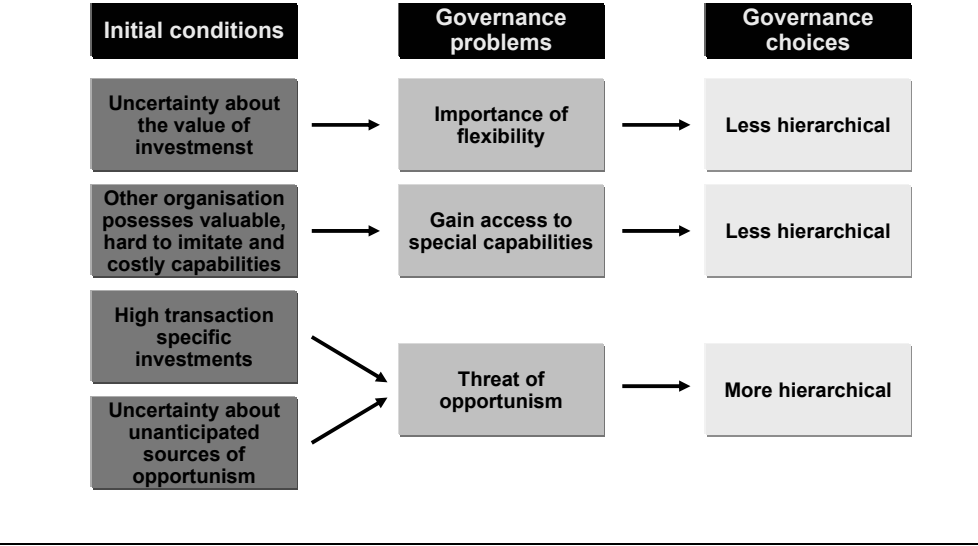 Initial conditions
Governance
problems
Governance
choices
Uncertainty about
the value of
investmenst
Importance of
flexibility
Less hierarchical
Other organisation
posesses valuable,
hard to imitate and
costly capabilities
Gain access to
special capabilities
Less hierarchical
High transaction
specific
investments
Threat of
opportunism
More hierarchical
Uncertainty about
unanticipated
sources of
opportunism